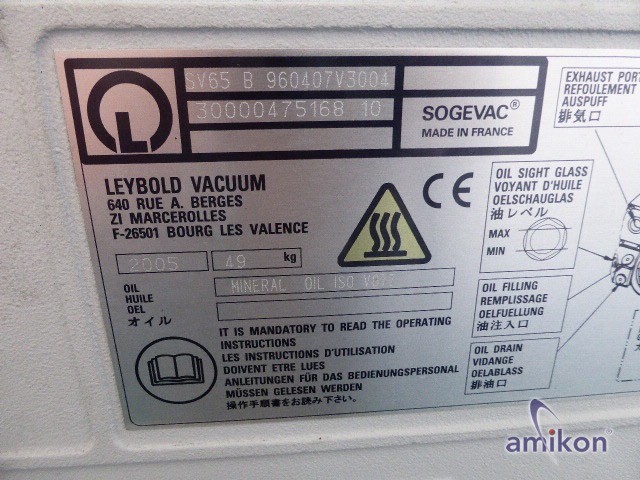 SV65 B 960407V3004
30000475168 10
SOGEVAC®
MADE IN FRANCE
L
LEYBOLD VACUUM
640 RUE A. BERGES
ZI MARCEROLLES
F-26501 BOURG LES VALENCE
CE
2005 49 kg
OIL
HUILE
OEL
オイル
MINERAL OIL ISO
IT IS MANDATORY TO READ THE OPERATING
INSTRUCTIONS
LES INSTRUCTIONS D'UTILISATION
DOIVENT ETRE LUES
ANLEITUNGEN FÜR DAS BEDIENUNGSPERSONAL
MÜSSEN GELESEN WERDEN
操作手順書をお読み下さい。
EXHAUST PORT
REFOULEMENT
AUSPUFF
排気口
OIL SIGHT GLASS
VOYANT D'HUILE
OELSCHAUGLAS
油レベル
MAX
MIN
OIL FILLING
REMPLISSAGE
OELFUELLUNG
油注入口
OIL DRAIN
VIDANGE
OELABLASS
排油口
amikon®